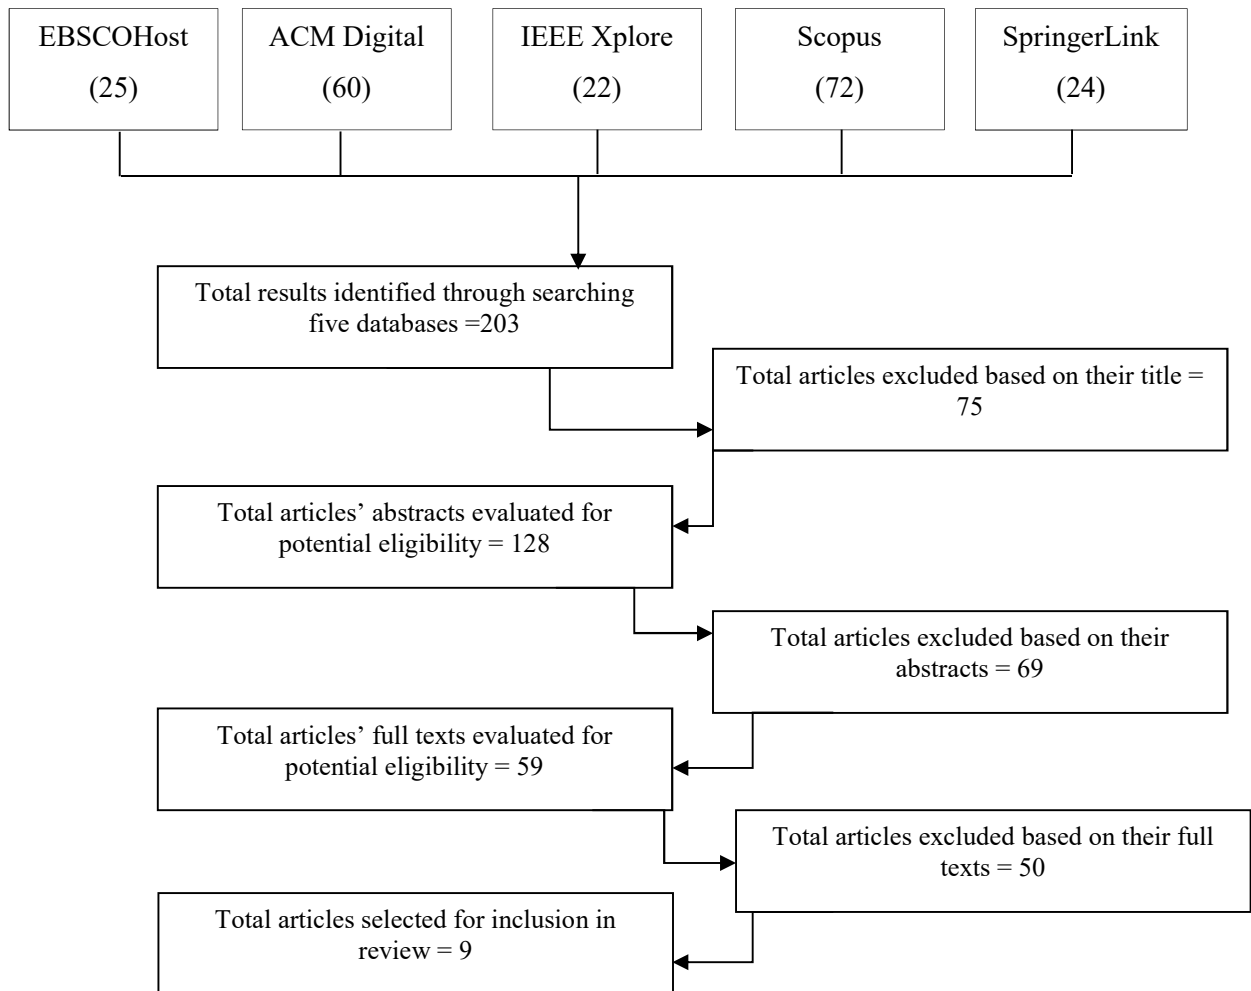 EBSCOHost
(25)
ACM Digital
(60)
IEEE Xplore
(22)
Scopus
(72)
SpringerLink
(24)
Total results identified through searching
five databases =203
Total articles excluded based on their title =
75
Total articles’ abstracts evaluated for
potential eligibility = 128
Total articles excluded based on their
abstracts = 69
Total articles’ full texts evaluated for
potential eligibility = 59
Total articles excluded based on their full
texts = 50
Total articles selected for inclusion in
review = 9